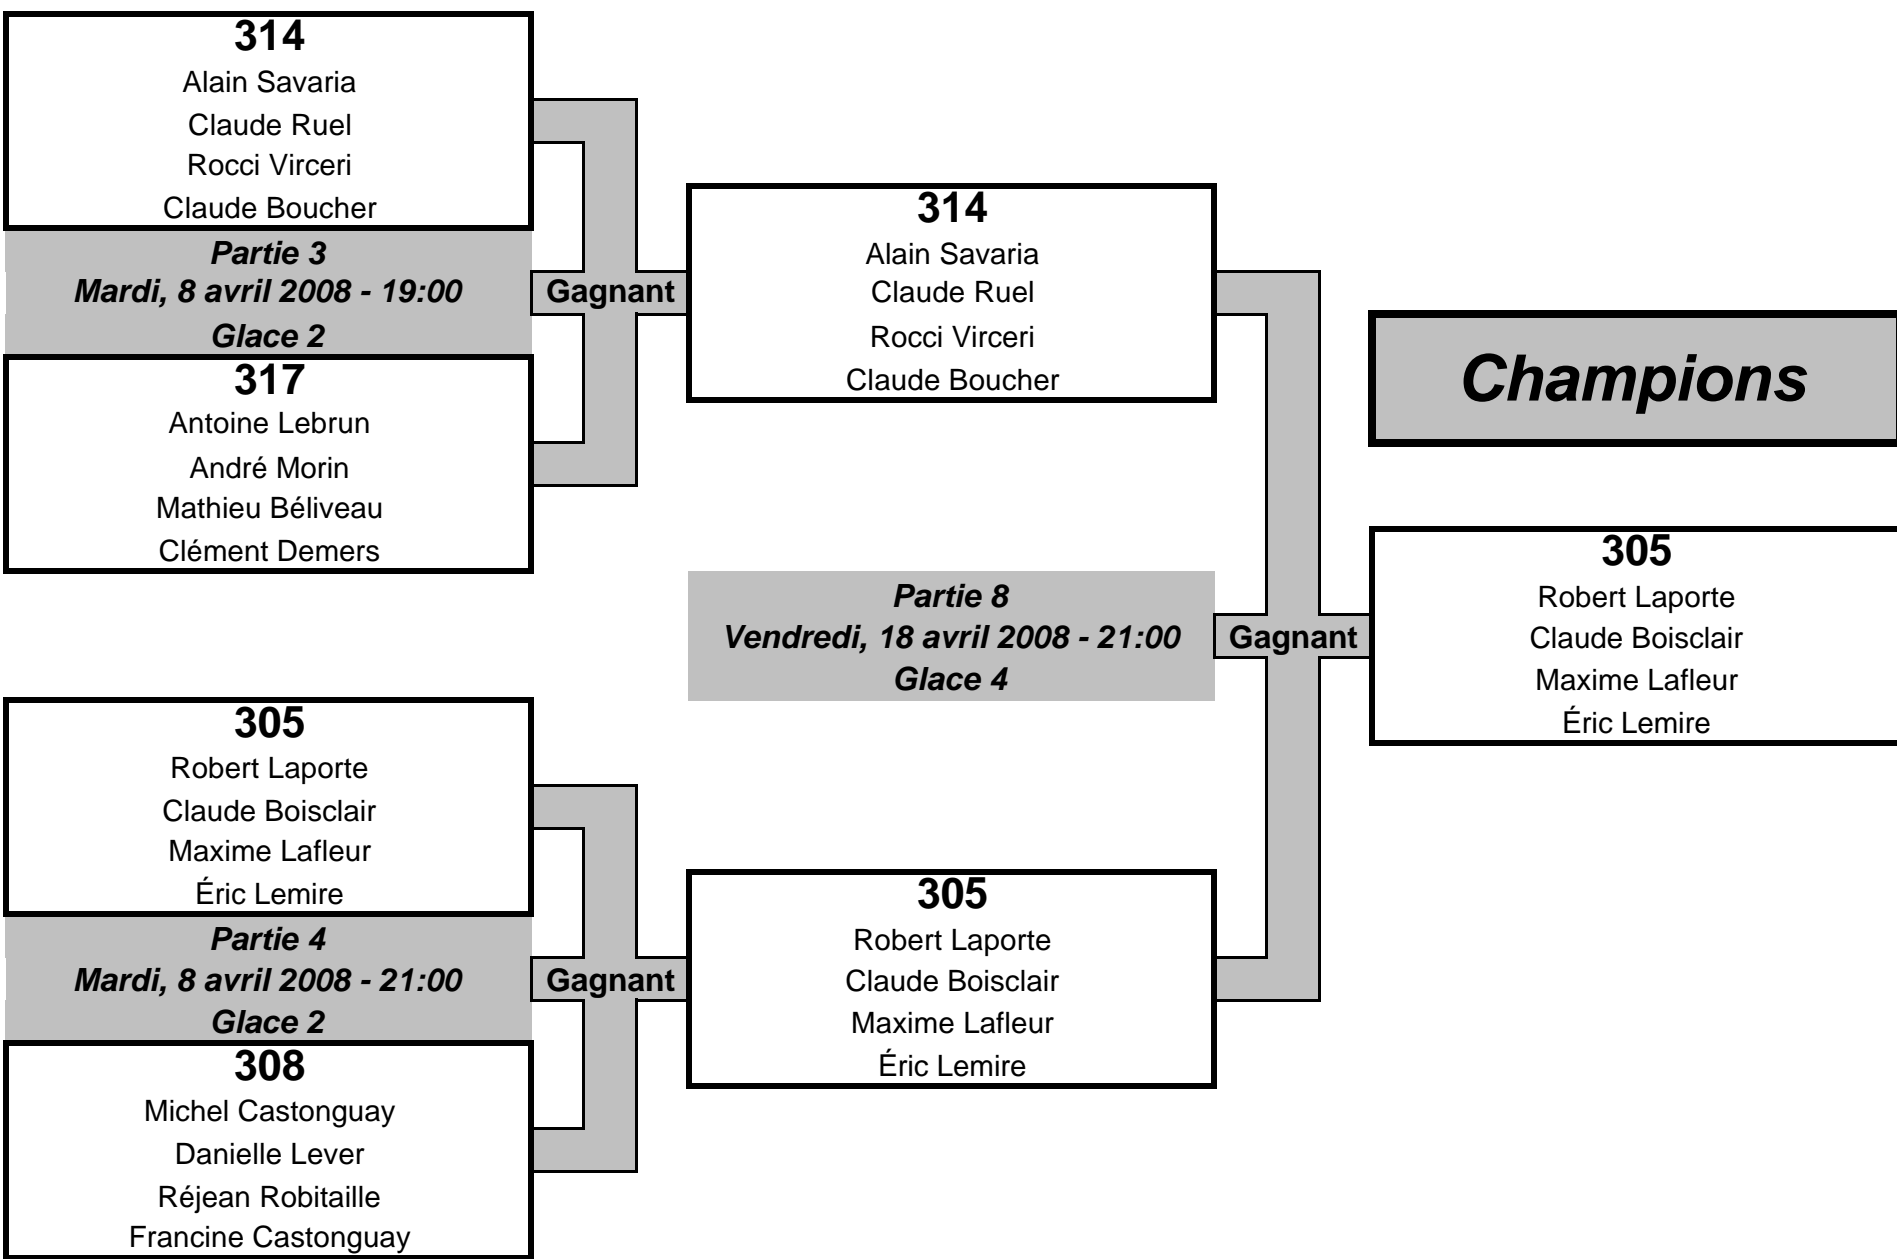 314
Alain Savaria
Claude Ruel
Rocci Virceri
Claude Boucher
Partie 3
Mardi, 8 avril 2008 - 19:00
Glace 2
Gagnant
317
Antoine Lebrun
André Morin
Mathieu Béliveau
Clément Demers
305
Robert Laporte
Claude Boisclair
Maxime Lafleur
Éric Lemire
Partie 4
Mardi, 8 avril 2008 - 21:00
Glace 2
Gagnant
308
Michel Castonguay
Danielle Lever
Réjean Robitaille
Francine Castonguay
314
Alain Savaria
Claude Ruel
Rocci Virceri
Claude Boucher
Partie 8
Vendredi, 18 avril 2008 - 21:00
Glace 4
Gagnant
305
Robert Laporte
Claude Boisclair
Maxime Lafleur
Éric Lemire
Champions
305
Robert Laporte
Claude Boisclair
Maxime Lafleur
Éric Lemire